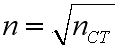 n = √n_CT